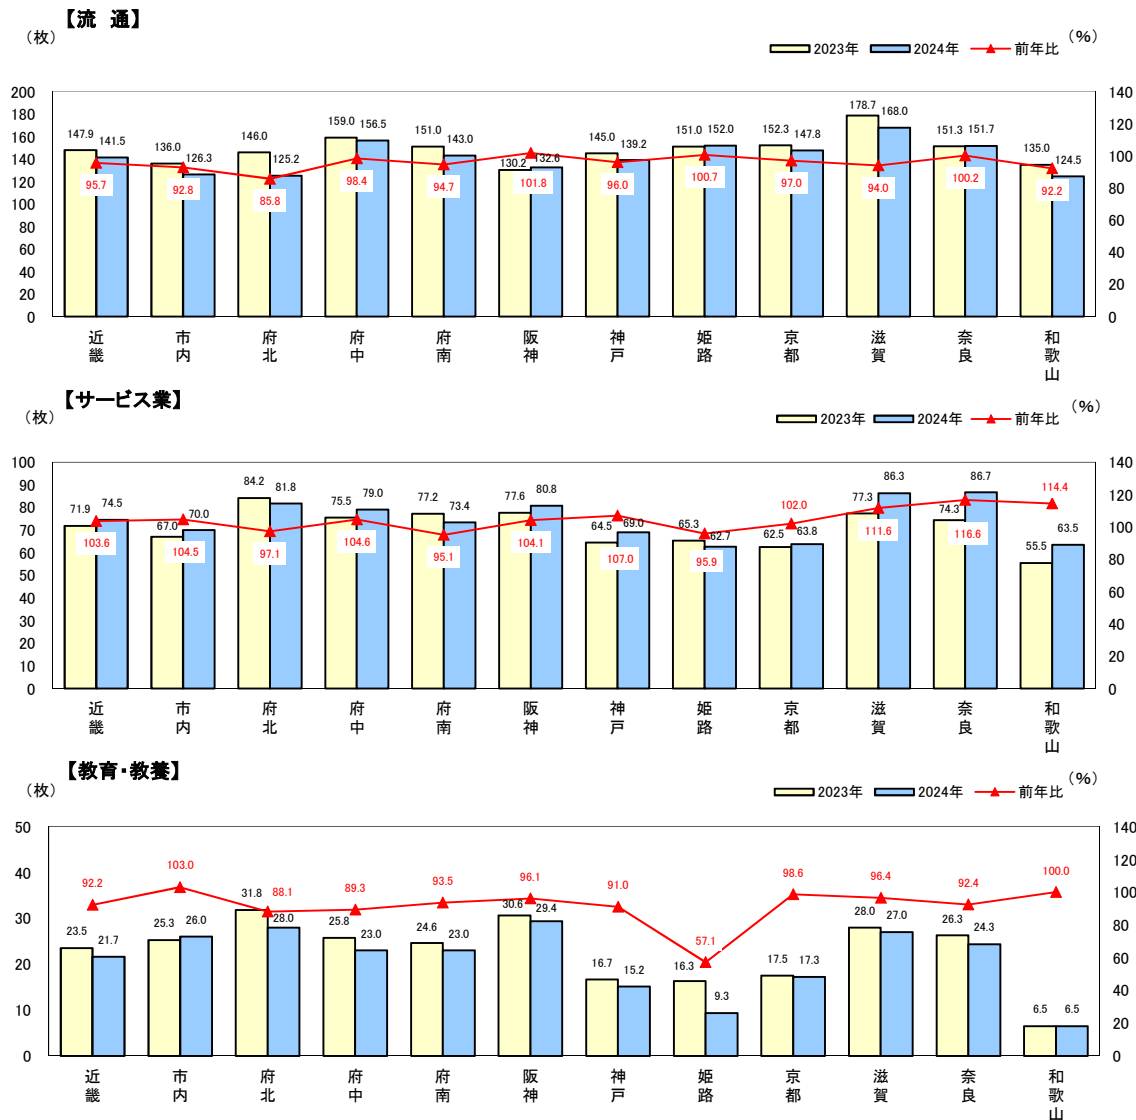 【流 通】
(枚)
2023年 2024年 前年比 (%)
200 140
180 120
160 100
140 80
120 60
100 40
80 20
60 0
40
20
0
147.9 141.5 136.0 126.3 146.0 125.2 159.0 156.5 151.0 143.0 130.2 132.6 145.0 139.2 151.0 152.0 152.3 147.8 178.7 168.0 151.3 151.7 135.0 124.5
95.7 92.8 85.8 98.4 94.7 101.8 96.0 100.7 97.0 94.0 100.2 92.2
近畿 市内 府北 府中 府南 阪神 神戸 姫路 京都 滋賀 奈良 和歌山
【サービス業】
(枚)
2023年 2024年 前年比 (%)
100 140
90 120
80 100
70 80
60 60
50 40
40 20
30 0
20
10
0
71.9 74.5 67.0 70.0 84.2 81.8 75.5 79.0 77.2 73.4 77.6 80.8 64.5 69.0 65.3 62.7 62.5 63.8 77.3 86.3 74.3 86.7 55.5 63.5
103.6 104.5 97.1 104.6 95.1 104.1 107.0 95.9 102.0 111.6 116.6 114.4
近畿 市内 府北 府中 府南 阪神 神戸 姫路 京都 滋賀 奈良 和歌山
【教育・教養】
(枚)
2023年 2024年 前年比 (%)
50 140
40 120
30 100
20 80
10 60
0 40
20
0
92.2 103.0 88.1 89.3 93.5 96.1 91.0 57.1 98.6 96.4 92.4 100.0
23.5 21.7 25.3 26.0 31.8 28.0 25.8 23.0 24.6 23.0 30.6 29.4 16.7 15.2 16.3 9.3 17.5 17.3 28.0 27.0 26.3 24.3 6.5 6.5
近畿 市内 府北 府中 府南 阪神 神戸 姫路 京都 滋賀 奈良 和歌山